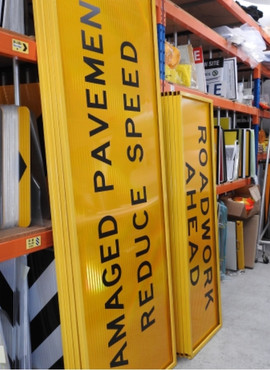 AMAGED PAVEMEN
REDUCE SPEED
ROADWORK
AHEAD